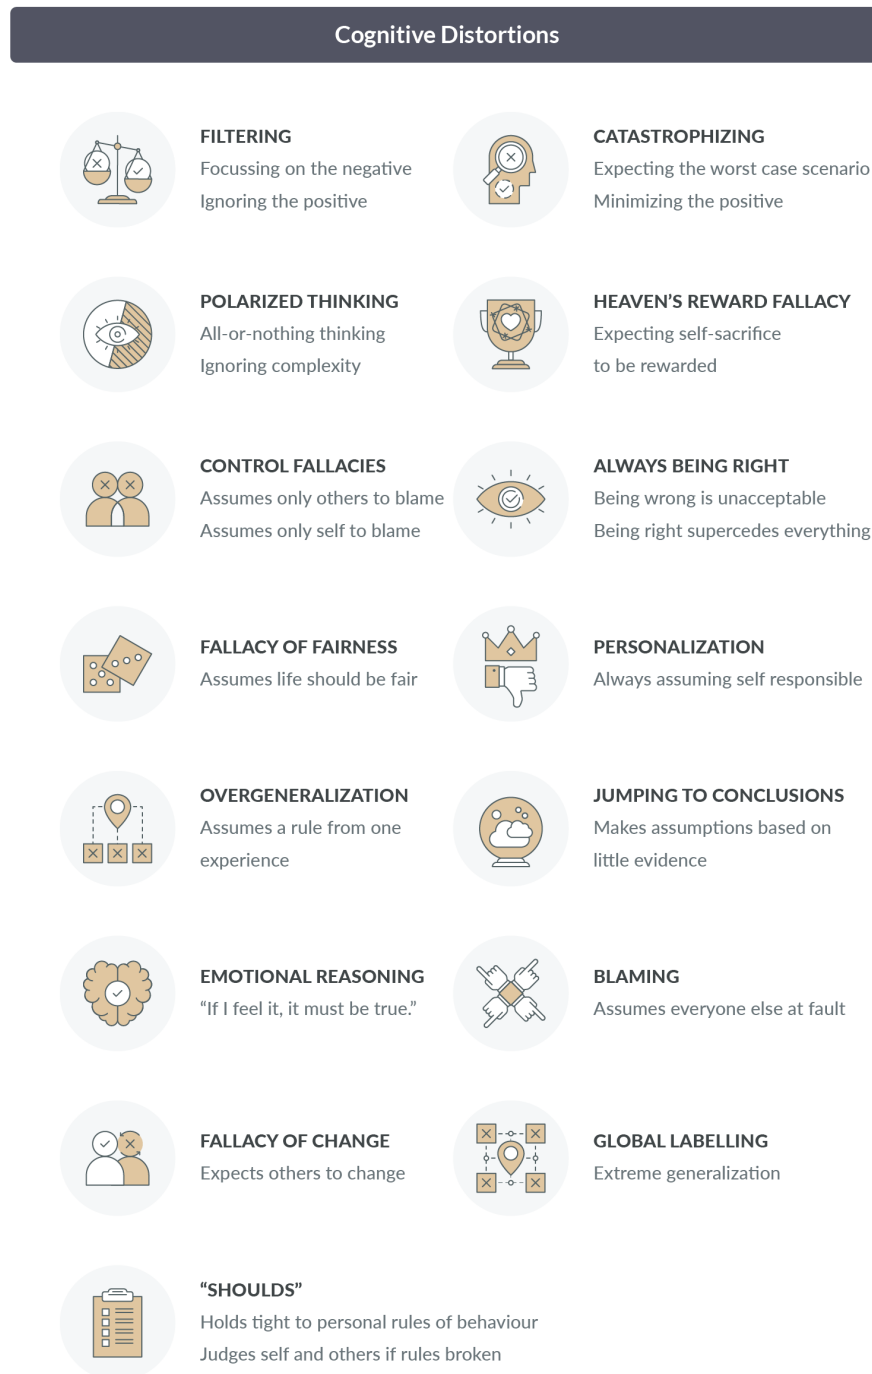 Cognitive Distortions
FILTERING
Focussing on the negative
Ignoring the positive
CATASTROPHIZING
Expecting the worst case scenario
Minimizing the positive
POLARIZED THINKING
All-or-nothing thinking
Ignoring complexity
HEAVEN’S REWARD FALLACY
Expecting self-sacrifice
to be rewarded
CONTROL FALLACIES
Assumes only others to blame
Assumes only self to blame
ALWAYS BEING RIGHT
Being wrong is unacceptable
Being right supercedes everything
FALLACY OF FAIRNESS
Assumes life should be fair
PERSONALIZATION
Always assuming self responsible
OVERGENERALIZATION
Assumes a rule from one
experience
JUMPING TO CONCLUSIONS
Makes assumptions based on
little evidence
EMOTIONAL REASONING
“If I feel it, it must be true.”
BLAMING
Assumes everyone else at fault
FALLACY OF CHANGE
Expects others to change
GLOBAL LABELLING
Extreme generalization
“SHOULDS”
Holds tight to personal rules of behaviour
Judges self and others if rules broken